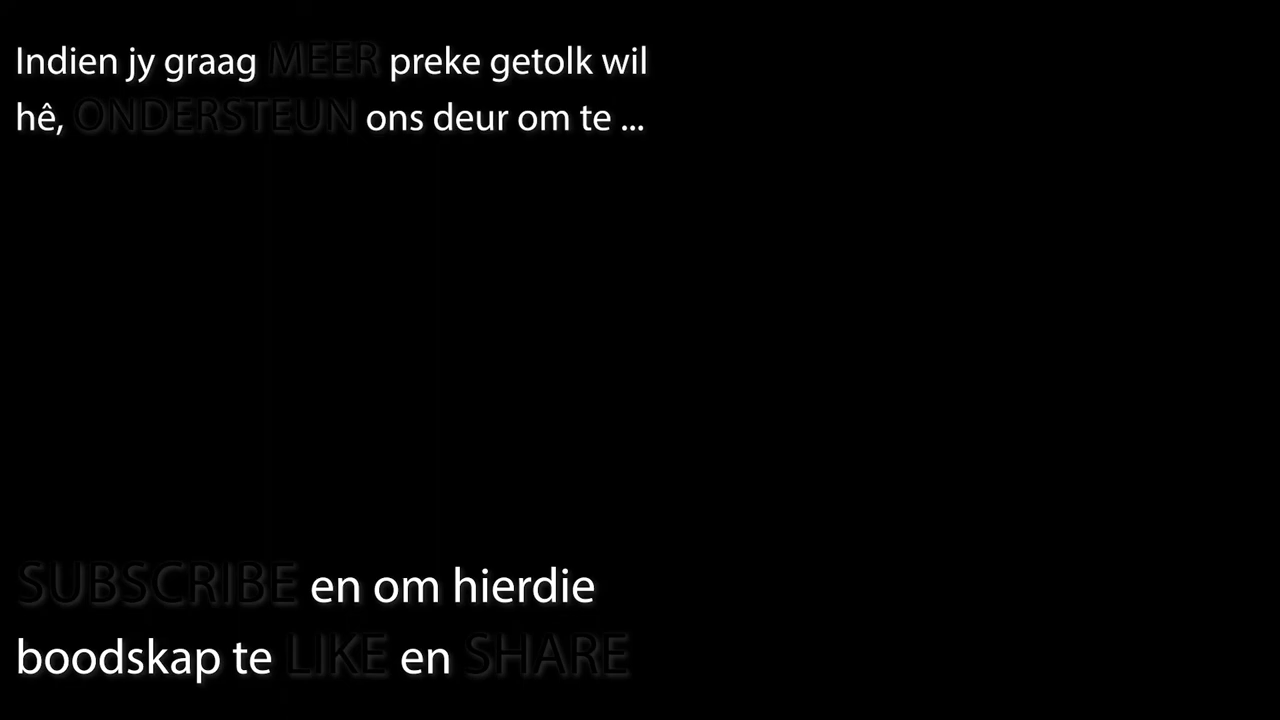 Indien jy graag MEER preke getolk wil
hê, ONDERSTEUN ons deur om te ...
SUBSCRIBE en om hierdie
boodskap te LIKE en SHARE